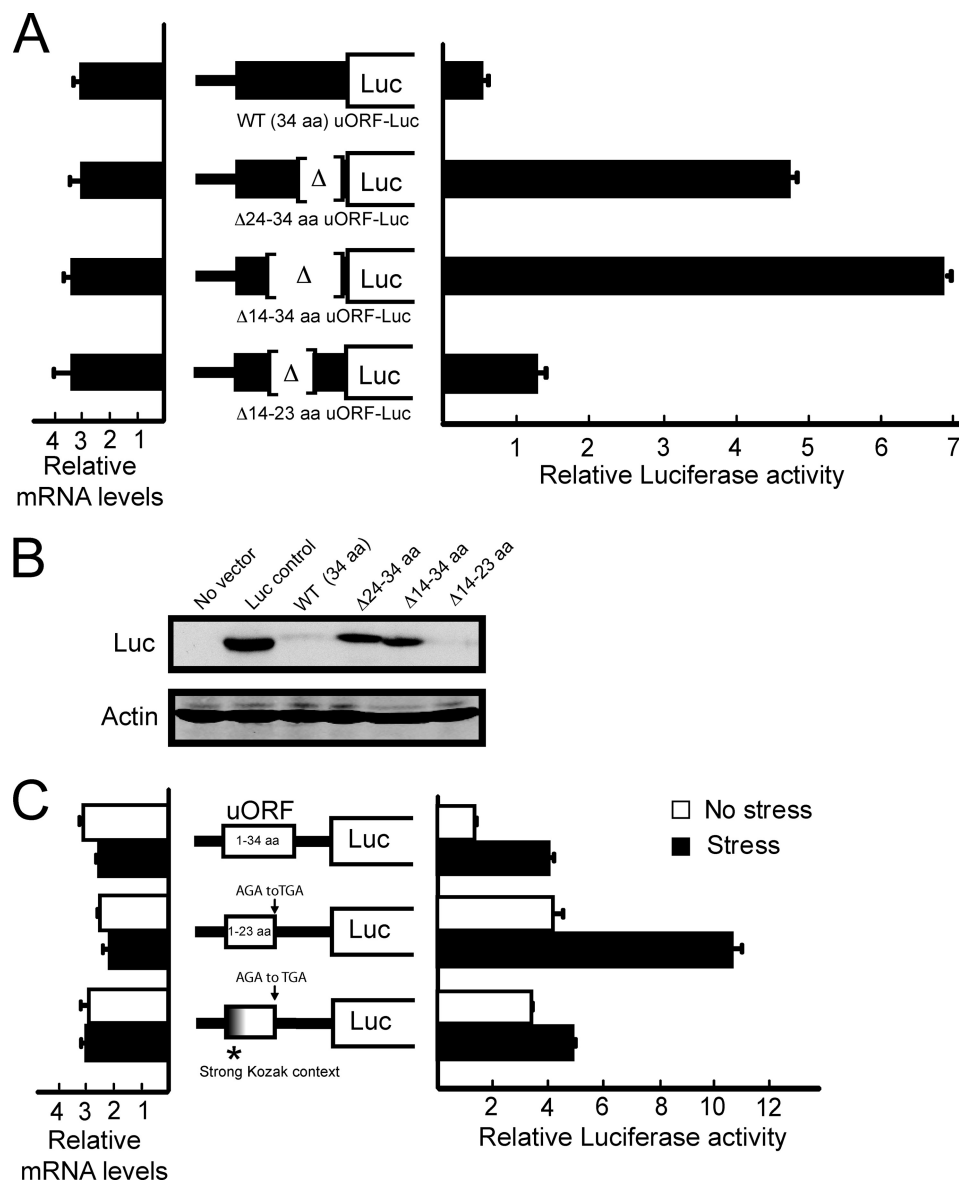 A
Luc
WT (34 aa) uORF-Luc
Δ
Luc
Δ24-34 aa uORF-Luc
Δ
Luc
Δ14-34 aa uORF-Luc
Δ
Luc
Δ14-23 aa uORF-Luc
4 3 2 1
Relative
mRNA levels
1 2 3 4 5 6 7
Relative Luciferase activity
B
No vector
Luc control
WT (34 aa)
Δ24-34 aa
Δ14-34 aa
Δ14-23 aa
Luc
Actin
C
uORF
1-34 aa
Luc
AGA toTGA
1-23 aa
Luc
AGA to TGA
Luc
*
Strong Kozak context
No stress
Stress
4 3 2 1
Relative
mRNA levels
2 4 6 8 10 12
Relative Luciferase activity